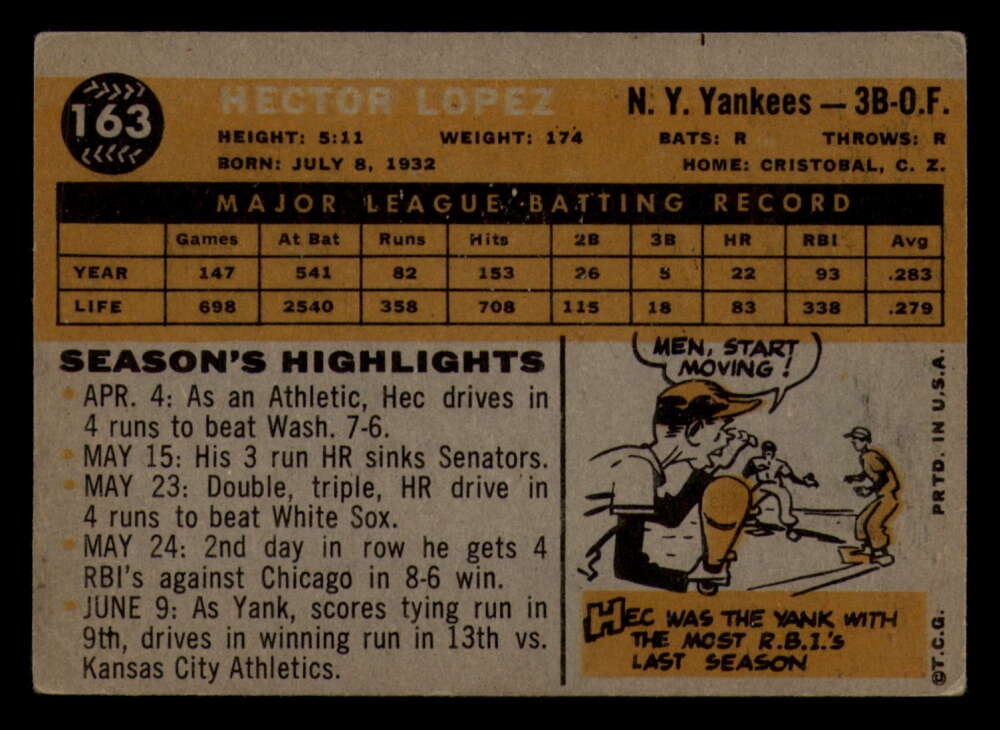 163
HECTOR LOPEZ
N. Y. Yankees — 3B-O.F.
HEIGHT: 5:11 WEIGHT: 174 BATS: R THROWS: R
BORN: JULY 8, 1932 HOME: CRISTOBAL, C. Z.
MAJOR LEAGUE BATTING RECORD
Games At Bat Runs Hits 2B 3B HR RBI Avg
YEAR 147 541 82 153 26 5 22 93 .283
LIFE 698 2540 358 708 115 18 83 338 .279
SEASON'S HIGHLIGHTS
APR. 4: As an Athletic, Hec drives in
4 runs to beat Wash. 7-6.
MAY 15: His 3 run HR sinks Senators.
MAY 23: Double, triple, HR drive in
4 runs to beat White Sox.
MAY 24: 2nd day in row he gets 4
RBI's against Chicago in 8-6 win.
JUNE 9: As Yank, scores tying run in
9th, drives in winning run in 13th vs.
Kansas City Athletics.
MEN, START
MOVING!
HEC WAS THE YANK WITH
THE MOST R.B.I.'s
LAST SEASON
©T.C.G. PRTD. IN U.S.A.